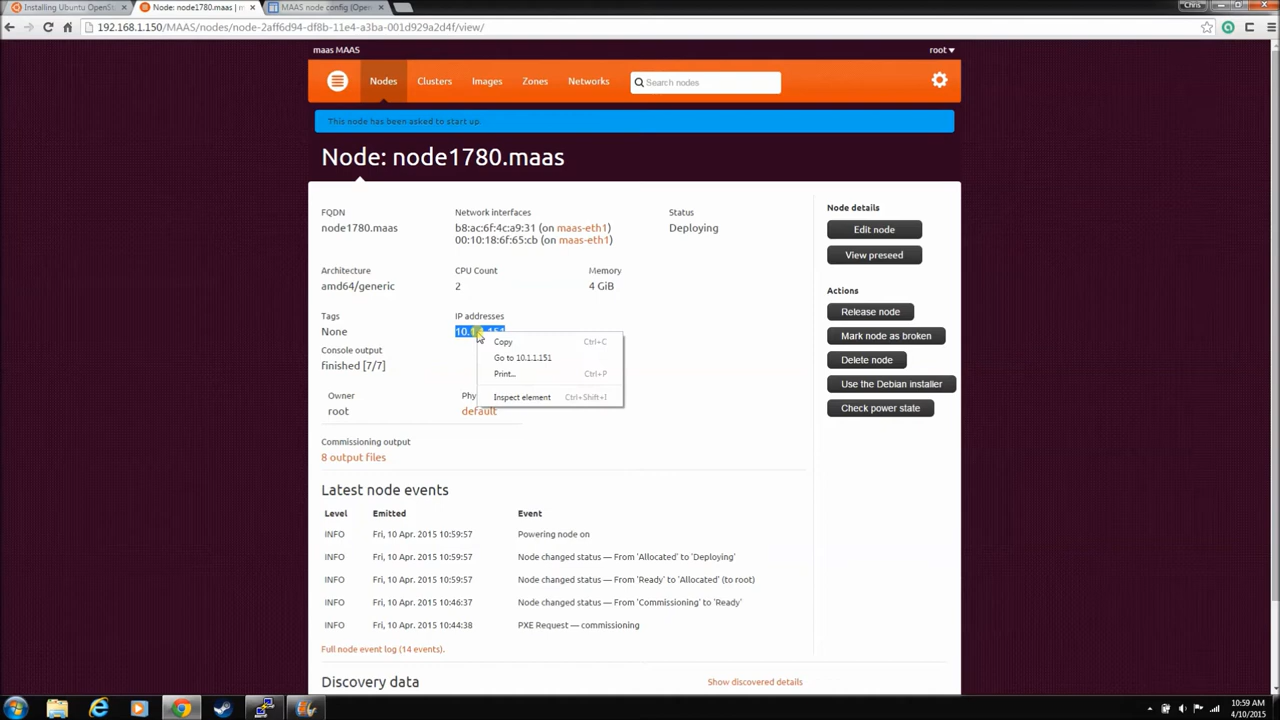 Installing Ubuntu OpenSt
Node: node1780.maas | m
MAAS node config (Open
Chris
192.168.1.150/MAAS/nodes/node-2aff6d94-df8b-11e4-a3ba-001d929a2d4f/view/
maas MAAS
root
Nodes
Clusters
Images
Zones
Networks
Search nodes
This node has been asked to start up.
Node: node1780.maas
FQDN
node1780.maas
Network interfaces
b8:ac:6f:4c:a9:31 (on maas-eth1)
00:10:18:6f:65:cb (on maas-eth1)
Status
Deploying
Architecture
amd64/generic
CPU Count
2
Memory
4 GiB
Tags
None
IP addresses
Console output
finished [7/7]
Copy Ctrl+C
Go to 10.1.1.151
Print... Ctrl+P
Inspect element Ctrl+Shift+I
Owner
root
Phy
default
Commissioning output
8 output files
Node details
Edit node
View preseed
Actions
Release node
Mark node as broken
Delete node
Use the Debian installer
Check power state
Latest node events
Level Emitted Event
INFO Fri, 10 Apr. 2015 10:59:57 Powering node on
INFO Fri, 10 Apr. 2015 10:59:57 Node changed status — From 'Allocated' to 'Deploying'
INFO Fri, 10 Apr. 2015 10:59:57 Node changed status — From 'Ready' to 'Allocated' (to root)
INFO Fri, 10 Apr. 2015 10:46:37 Node changed status — From 'Commissioning' to 'Ready'
INFO Fri, 10 Apr. 2015 10:44:38 PXE Request — commissioning
Full node event log (14 events).
Discovery data
Show discovered details
10:59 AM
4/10/2015